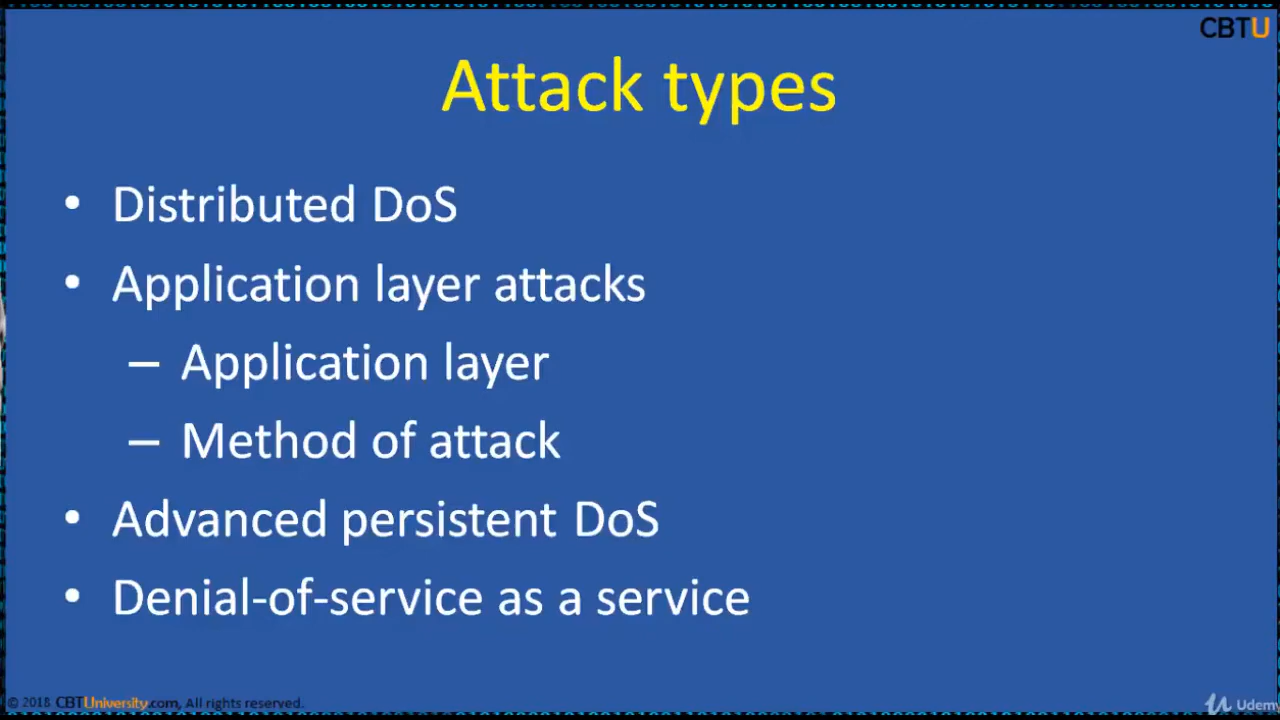 CBTU
Attack types
• Distributed DoS
• Application layer attacks
– Application layer
– Method of attack
• Advanced persistent DoS
• Denial-of-service as a service
© 2018 CBTUniversity.com, All rights reserved.
Udemy